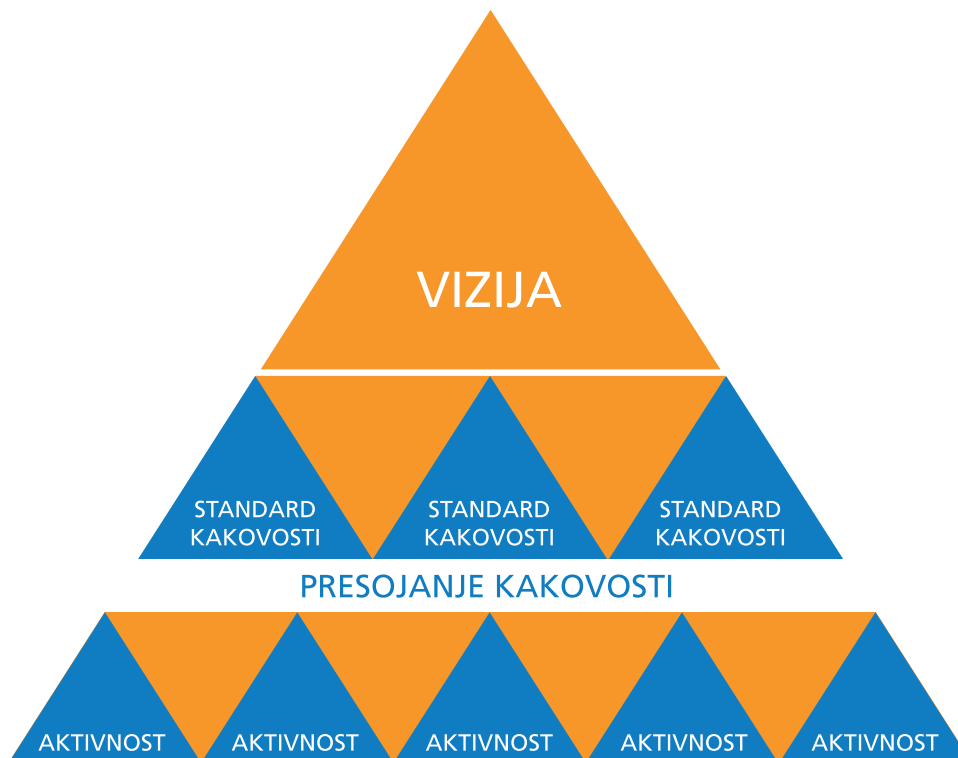 VIZIJA
STANDARD
KAKOVOSTI
STANDARD
KAKOVOSTI
STANDARD
KAKOVOSTI
PRESOJANJE KAKOVOSTI
AKTIVNOST
AKTIVNOST
AKTIVNOST
AKTIVNOST
AKTIVNOST